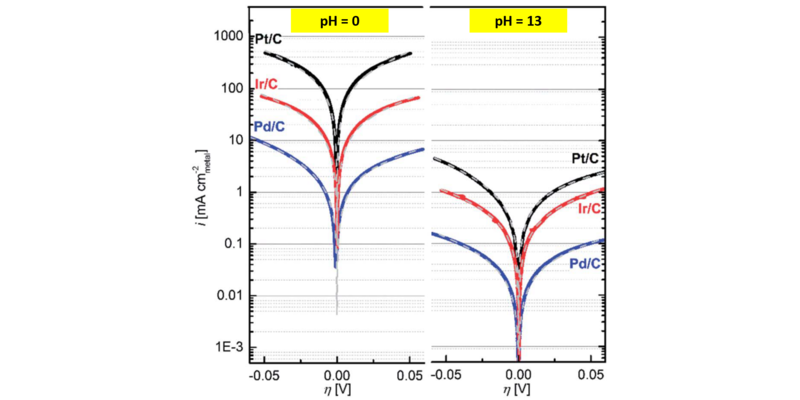 pH = 0
pH = 13
1000
100
10
1
0.1
0.01
1E-3
i [mA cm⁻²metal]
Pt/C
Ir/C
Pd/C
Pt/C
Ir/C
Pd/C
-0.05
0.00
0.05
-0.05
0.00
0.05
η [V]
η [V]